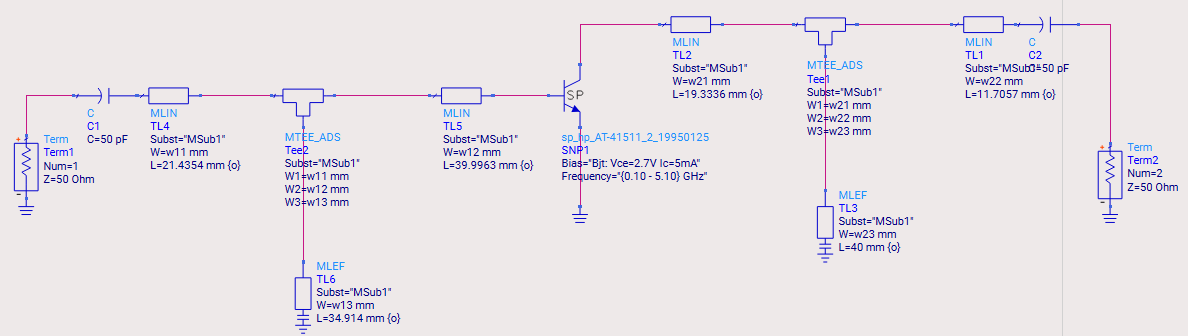 Term
Term1
Num=1
Z=50 Ohm
C
C1
C=50 pF
MLIN
TL4
Subst="MSub1"
W=w11 mm
L=21.4354 mm {o}
MTEE_ADS
Tee2
Subst="MSub1"
W1=w11 mm
W2=w12 mm
W3=w13 mm
MLEF
TL6
Subst="MSub1"
W=w13 mm
L=34.914 mm {o}
MLIN
TL5
Subst="MSub1"
W=w12 mm
L=39.9963 mm {o}
SP
sp_hp_AT-41511_2_19950125
SNP1
Bias="Bjt: Vce=2.7V Ic=5mA"
Frequency="{0.10 - 5.10} GHz"
MLIN
TL2
Subst="MSub1"
W=w21 mm
L=19.3336 mm {o}
MTEE_ADS
Tee1
Subst="MSub1"
W1=w21 mm
W2=w22 mm
W3=w23 mm
MLEF
TL3
Subst="MSub1"
W=w23 mm
L=40 mm {o}
MLIN
TL1
Subst="MSub1"
W=w22 mm
L=11.7057 mm {o}
C
C2
C=50 pF
Term
Term2
Num=2
Z=50 Ohm